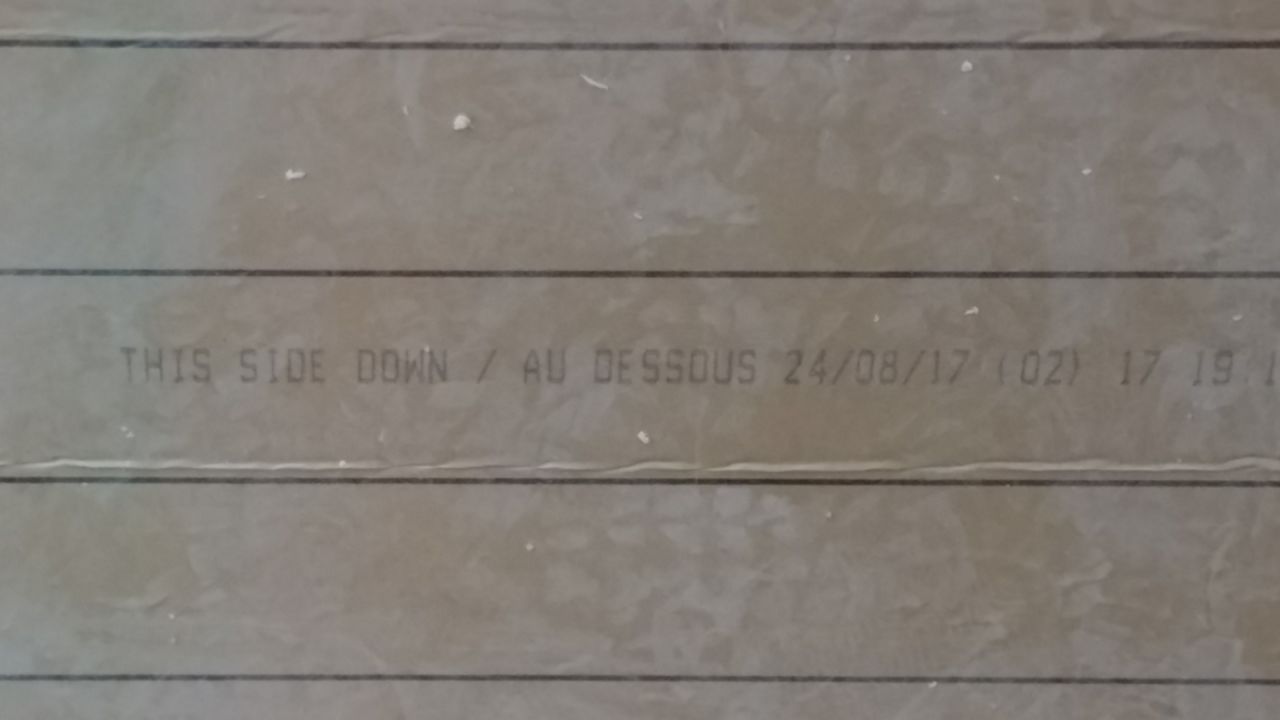 THIS SIDE DOWN / AU DESSOUS 24/08/17 (02) 17 19